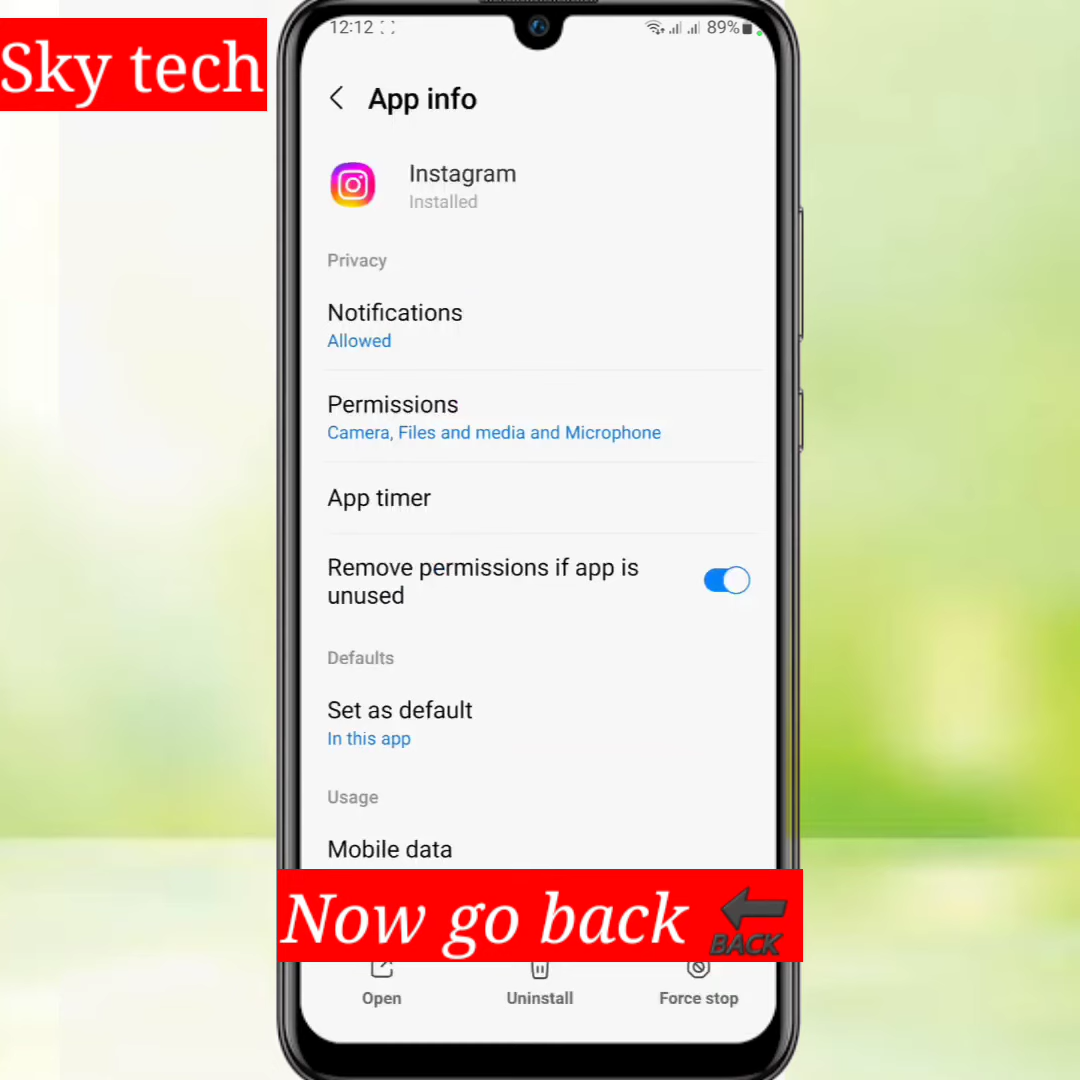 Sky tech
12:12
89%
App info
Instagram
Installed
Privacy
Notifications
Allowed
Permissions
Camera, Files and media and Microphone
App timer
Remove permissions if app is
unused
Defaults
Set as default
In this app
Usage
Mobile data
Now go back
BACK
Open
Uninstall
Force stop